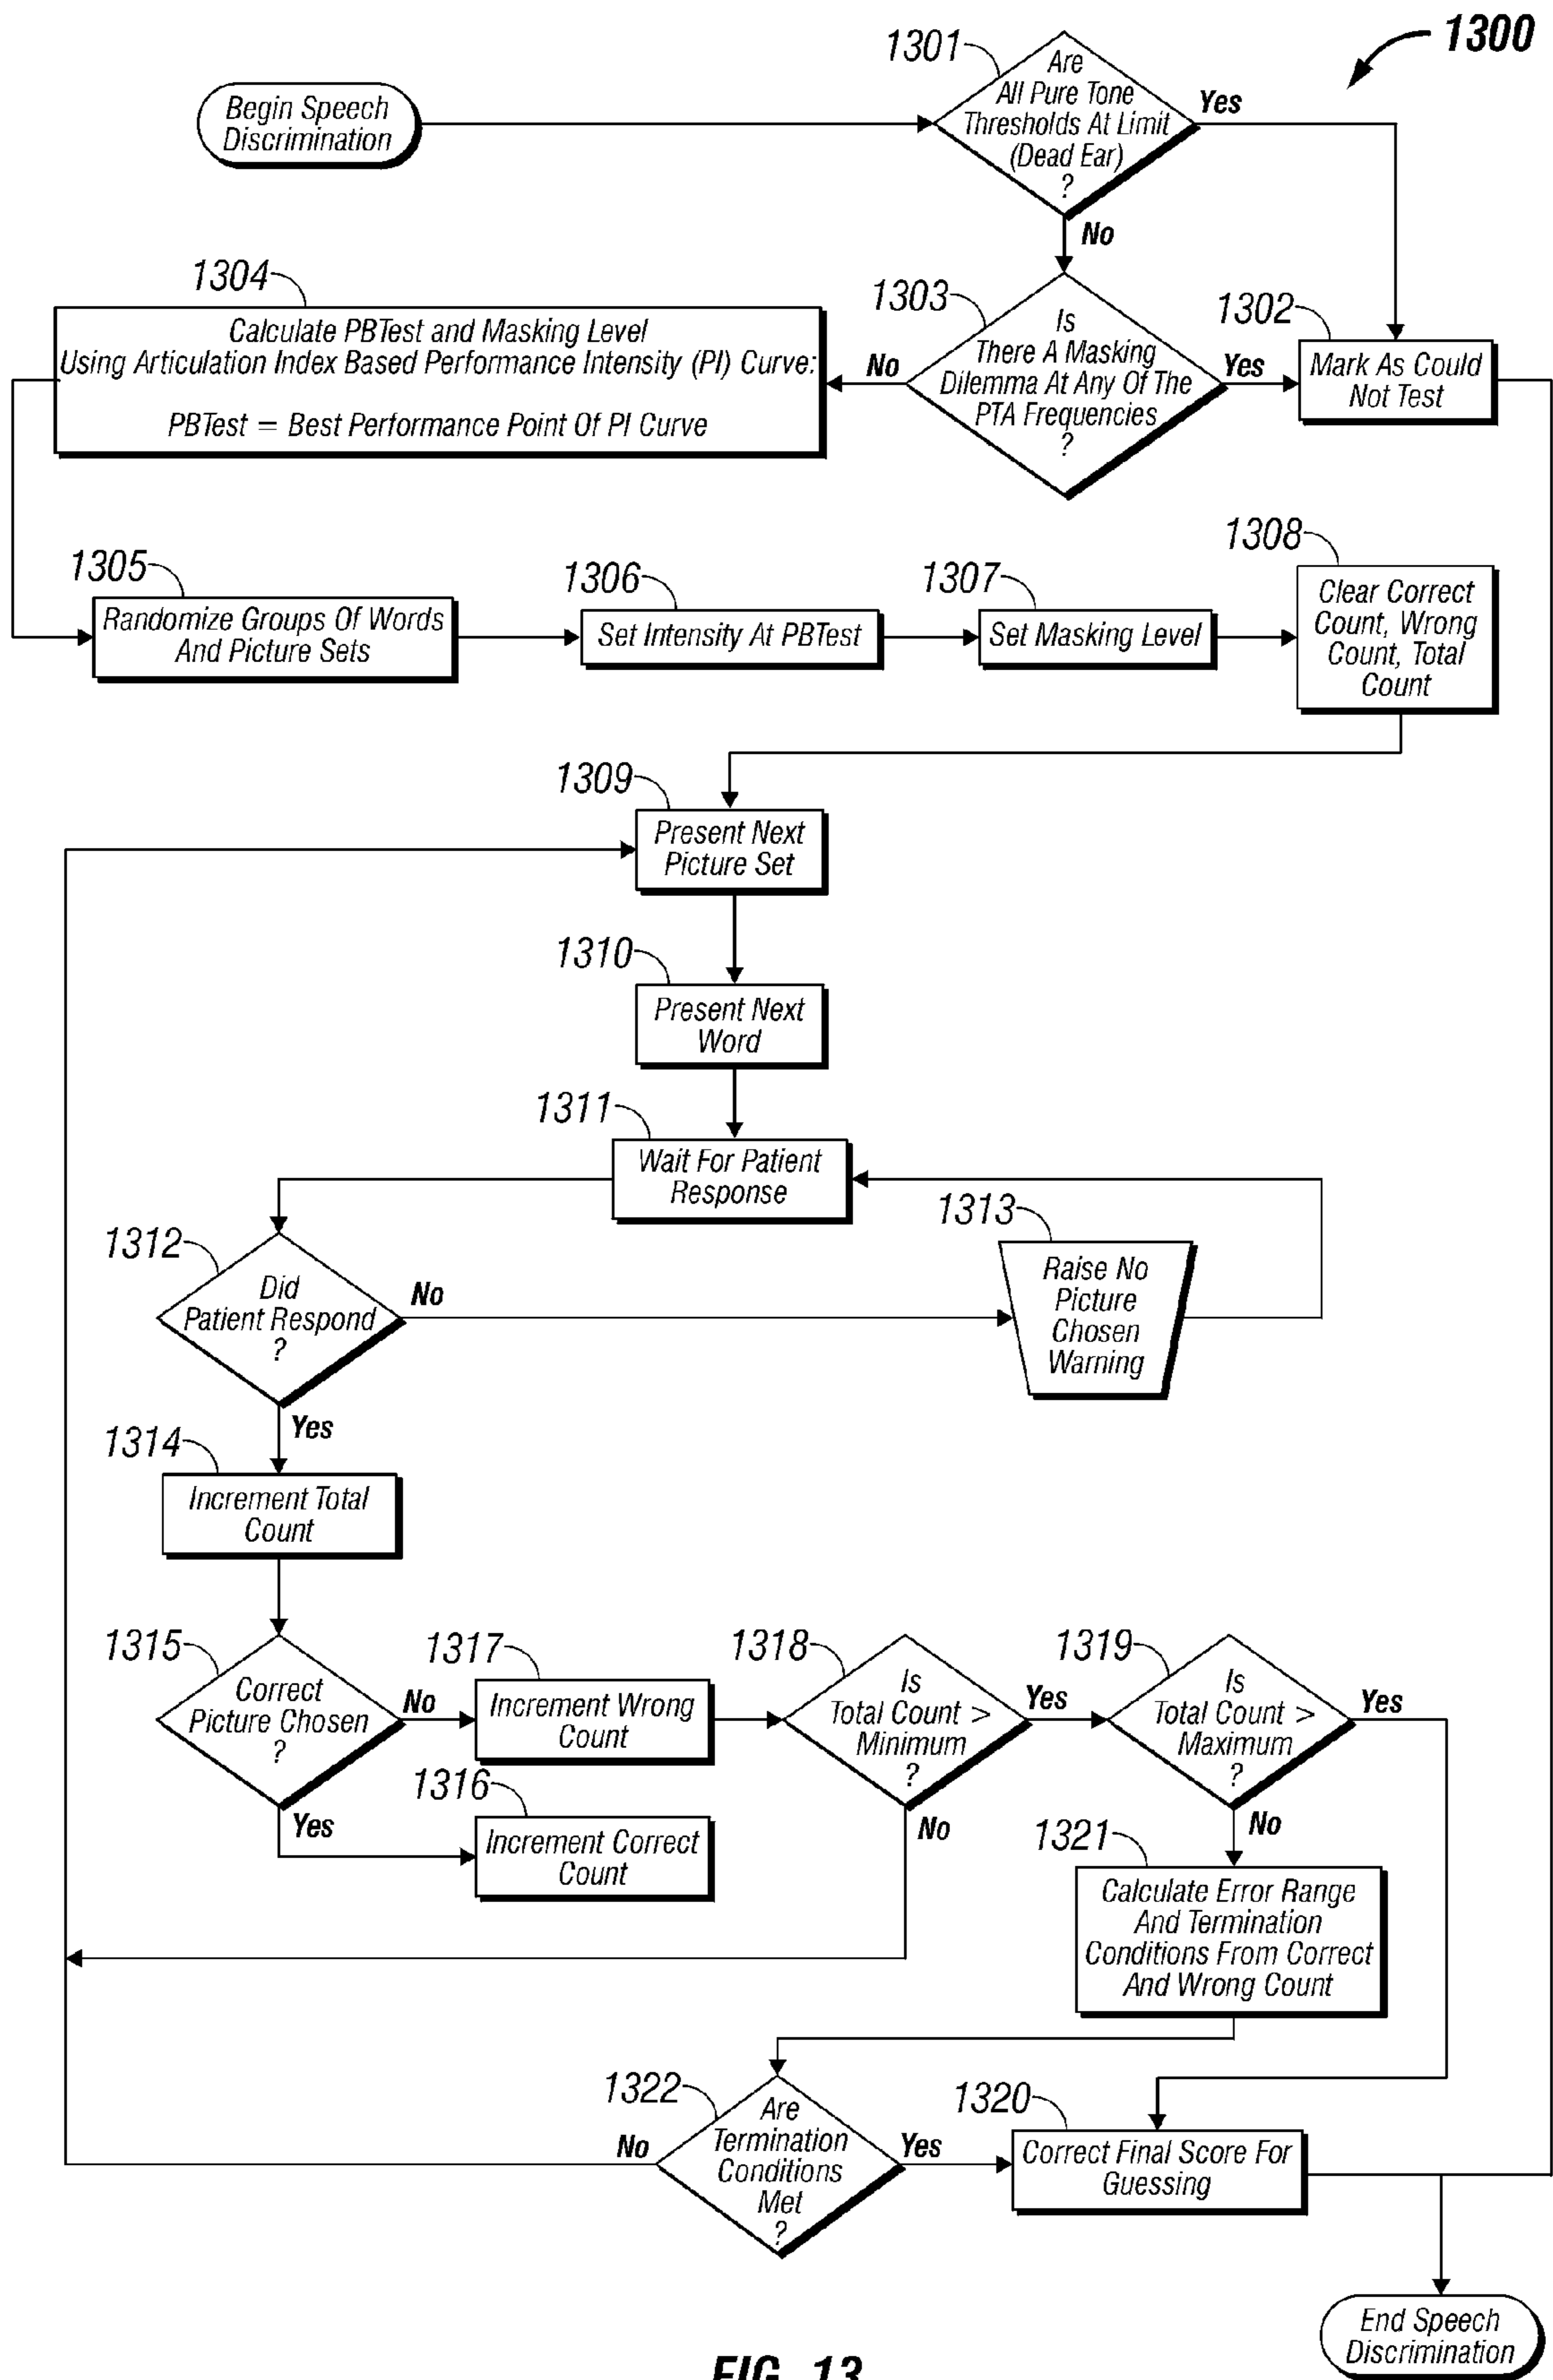 1300
1301
Begin Speech
Discrimination
Are
All Pure Tone
Thresholds At Limit
(Dead Ear)
?
Yes
No
1304
Calculate PBTest and Masking Level
Using Articulation Index Based Performance Intensity (PI) Curve:
PBTest = Best Performance Point Of PI Curve
No
1303
Is
There A Masking
Dilemma At Any Of The
PTA Frequencies
?
Yes
1302
Mark As Could
Not Test
1305
Randomize Groups Of Words
And Picture Sets
1306
Set Intensity At PBTest
1307
Set Masking Level
1308
Clear Correct
Count, Wrong
Count, Total
Count
1309
Present Next
Picture Set
1310
Present Next
Word
1311
Wait For Patient
Response
1312
Did
Patient Respond
?
No
1313
Raise No
Picture
Chosen
Warning
Yes
1314
Increment Total
Count
1315
Correct
Picture Chosen
?
No
1317
Increment Wrong
Count
Yes
1316
Increment Correct
Count
1318
Is
Total Count >
Minimum
?
Yes
No
1319
Is
Total Count >
Maximum
?
Yes
No
1321
Calculate Error Range
And Termination
Conditions From Correct
And Wrong Count
1322
Are
Termination
Conditions
Met
?
No
Yes
1320
Correct Final Score For
Guessing
End Speech
Discrimination
FIG. 13